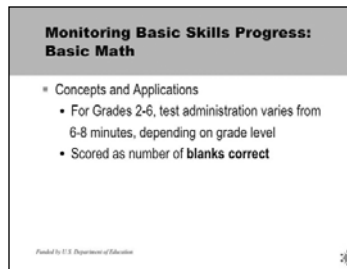 Monitoring Basic Skills Progress:
Basic Math
Concepts and Applications
• For Grades 2-6, test administration varies from
6-8 minutes, depending on grade level
• Scored as number of blanks correct
Funded by U.S. Department of Education